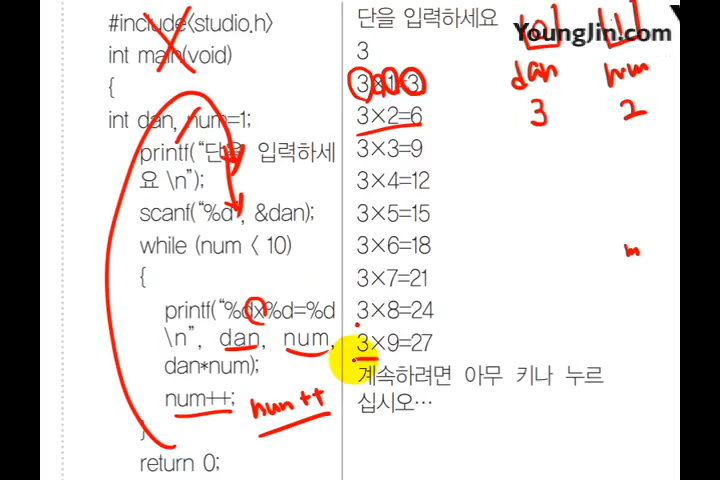 #include<studio.h>
int main(void)
{
int dan, num=1;
printf("단을 입력하세
요 \n");
scanf("%d", &dan);
while (num < 10)
{
printf("%dx%d=%d
\n", dan, num,
dan*num);
num++; num++
}
return 0;
단을 입력하세요
3
3×1=3
3×2=6
3×3=9
3×4=12
3×5=15
3×6=18
3×7=21
3×8=24
3×9=27
계속하려면 아무 키나 누르
십시오…
YoungJin.com
dan num
3 2